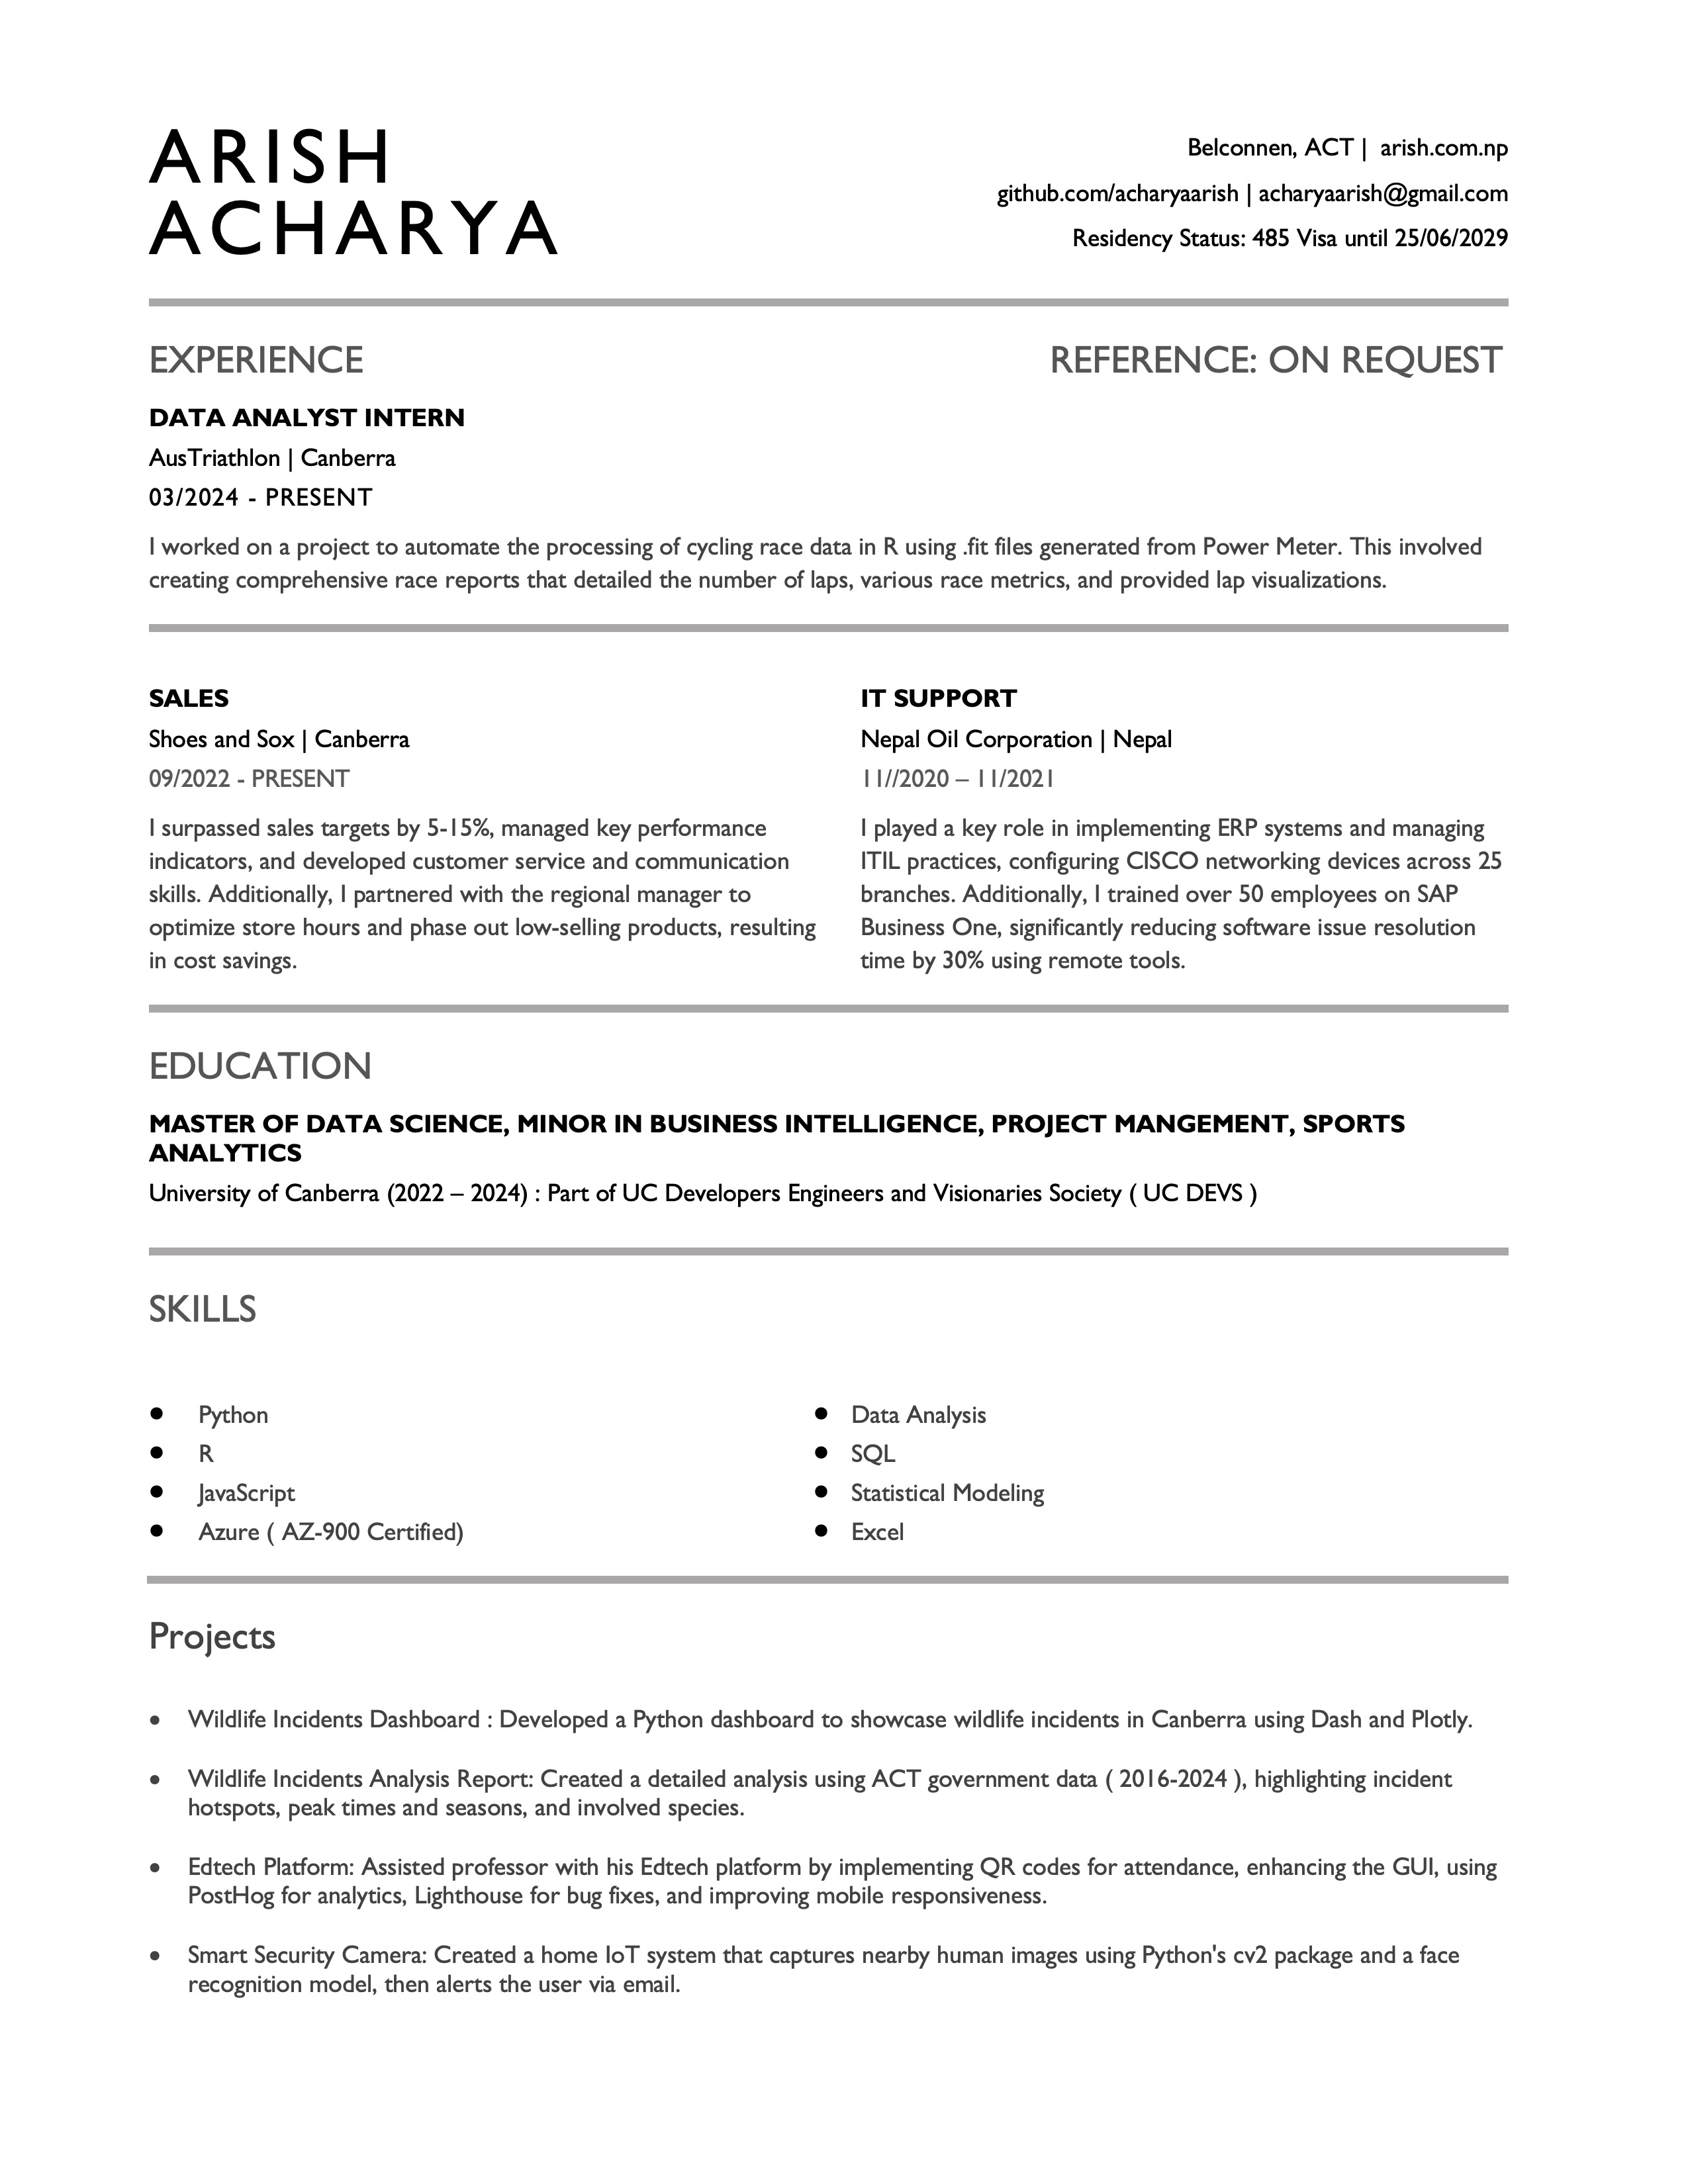 ARISH
ACHARYA
Belconnen, ACT | arish.com.np
github.com/acharyaarish | acharyaarish@gmail.com
Residency Status: 485 Visa until 25/06/2029
EXPERIENCE
REFERENCE: ON REQUEST
DATA ANALYST INTERN
AusTriathlon | Canberra
03/2024 - PRESENT
I worked on a project to automate the processing of cycling race data in R using .fit files generated from Power Meter. This involved
creating comprehensive race reports that detailed the number of laps, various race metrics, and provided lap visualizations.
SALES
Shoes and Sox | Canberra
09/2022 - PRESENT
I surpassed sales targets by 5-15%, managed key performance
indicators, and developed customer service and communication
skills. Additionally, I partnered with the regional manager to
optimize store hours and phase out low-selling products, resulting
in cost savings.
IT SUPPORT
Nepal Oil Corporation | Nepal
11//2020 – 11/2021
I played a key role in implementing ERP systems and managing
ITIL practices, configuring CISCO networking devices across 25
branches. Additionally, I trained over 50 employees on SAP
Business One, significantly reducing software issue resolution
time by 30% using remote tools.
EDUCATION
MASTER OF DATA SCIENCE, MINOR IN BUSINESS INTELLIGENCE, PROJECT MANGEMENT, SPORTS
ANALYTICS
University of Canberra (2022 – 2024) : Part of UC Developers Engineers and Visionaries Society ( UC DEVS )
SKILLS
• Python
• R
• JavaScript
• Azure ( AZ-900 Certified)
• Data Analysis
• SQL
• Statistical Modeling
• Excel
Projects
• Wildlife Incidents Dashboard : Developed a Python dashboard to showcase wildlife incidents in Canberra using Dash and Plotly.
• Wildlife Incidents Analysis Report: Created a detailed analysis using ACT government data ( 2016-2024 ), highlighting incident
hotspots, peak times and seasons, and involved species.
• Edtech Platform: Assisted professor with his Edtech platform by implementing QR codes for attendance, enhancing the GUI, using
PostHog for analytics, Lighthouse for bug fixes, and improving mobile responsiveness.
• Smart Security Camera: Created a home IoT system that captures nearby human images using Python's cv2 package and a face
recognition model, then alerts the user via email.